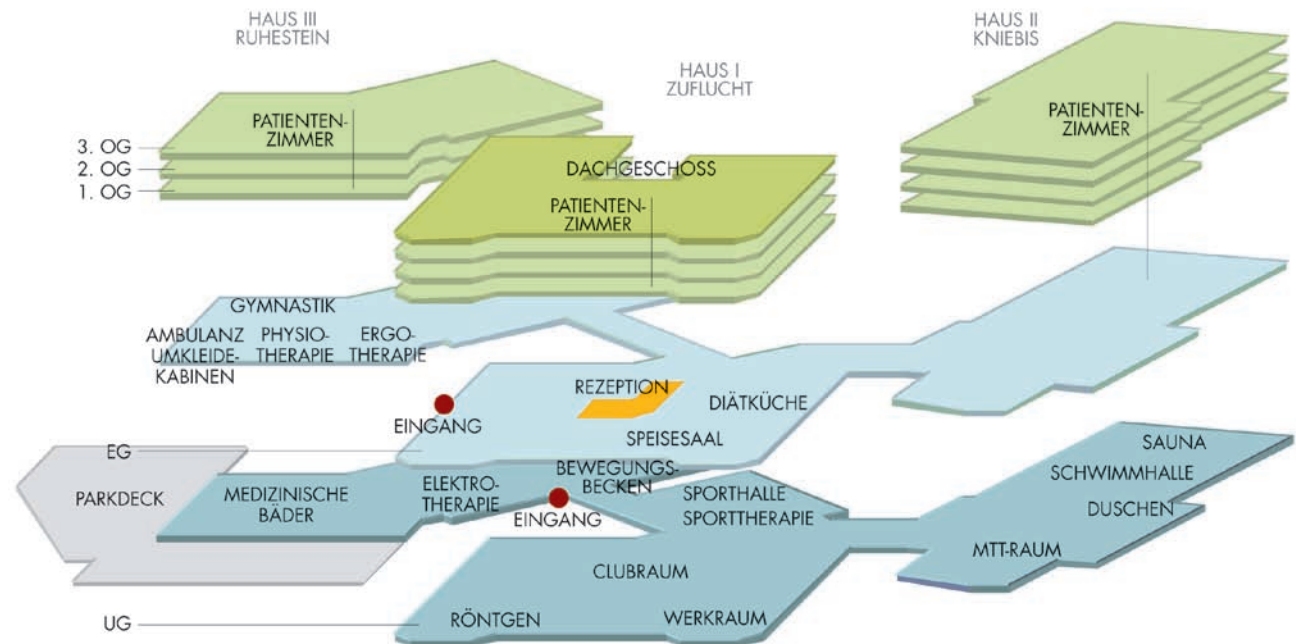 HAUS III
RUHESTEIN
HAUS I
ZUFLUCHT
HAUS II
KNIEBIS
PATIENTEN-
ZIMMER
3. OG
2. OG
1. OG
DACHGESCHOSS
PATIENTEN-
ZIMMER
PATIENTEN-
ZIMMER
GYMNASTIK
AMBULANZ
UMKLEIDE-
KABINEN
PHYSIO-
THERAPIE
ERGO-
THERAPIE
REZEPTION
DIÄTKÜCHE
EINGANG
SPEISESAAL
EG
PARKDECK
MEDIZINISCHE
BÄDER
ELEKTRO-
THERAPIE
BEWEGUNGS-
BECKEN
EINGANG
SPORTHALLE
SPORTTHERAPIE
SAUNA
SCHWIMMHALLE
DUSCHEN
MTT-RAUM
CLUBRAUM
RÖNTGEN
WERKRAUM
UG